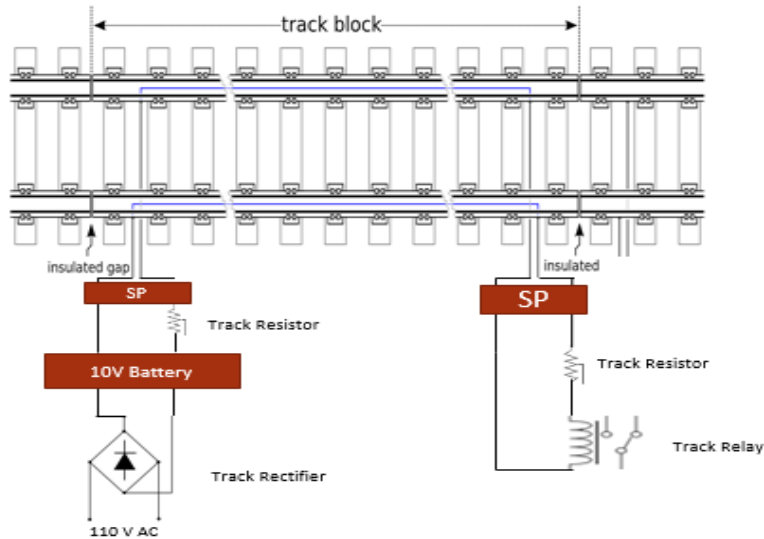 track block
insulated gap
insulated
SP
SP
Track Resistor
10V Battery
Track Resistor
Track Relay
Track Rectifier
110 V AC